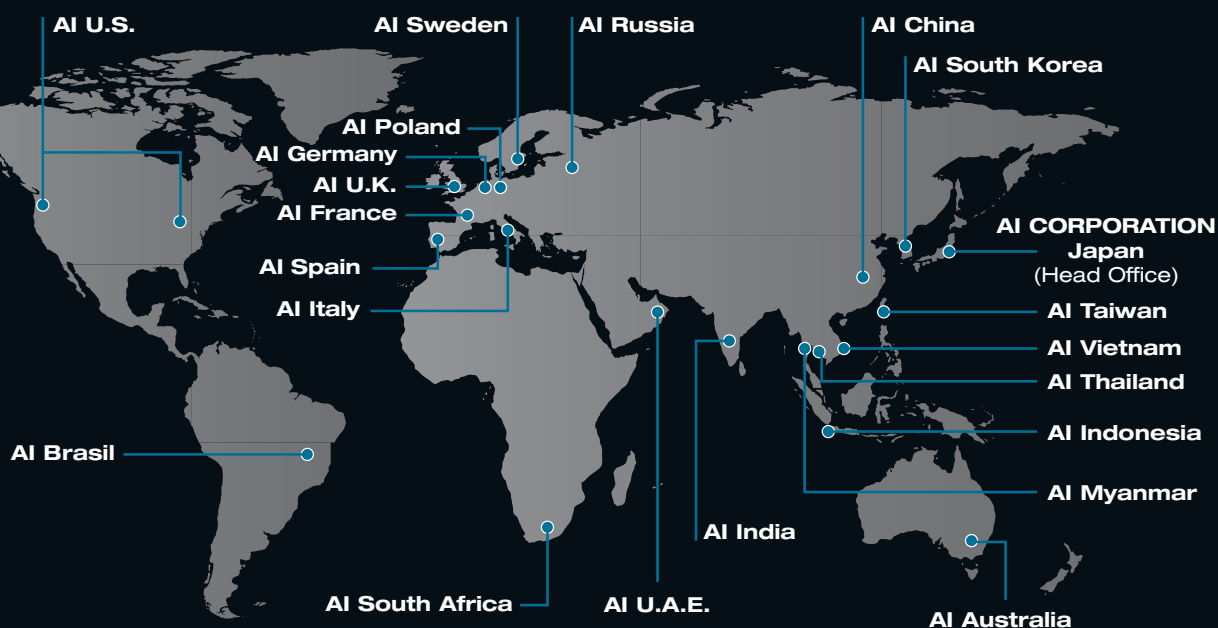 AI U.S.
AI Sweden
AI Russia
AI China
AI South Korea
AI Poland
AI Germany
AI U.K.
AI France
AI CORPORATION
Japan
(Head Office)
AI Spain
AI Italy
AI Taiwan
AI Vietnam
AI Thailand
AI Indonesia
AI Brasil
AI Myanmar
AI India
AI South Africa
AI U.A.E.
AI Australia